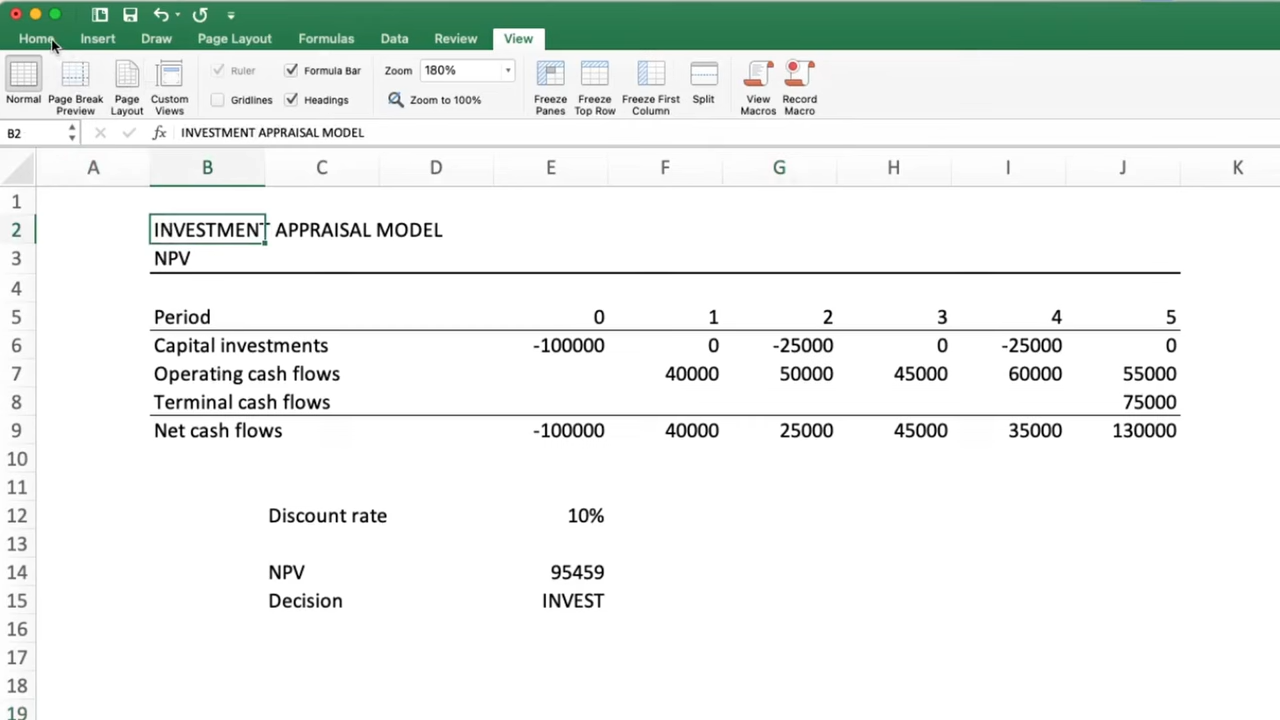 Home Insert Draw Page Layout Formulas Data Review View
Normal Page Break Preview Page Layout Custom Views Ruler Formula Bar Gridlines Headings Zoom 180% Zoom to 100% Freeze Panes Freeze Top Row Freeze First Column Split View Macros Record Macro
B2 fx INVESTMENT APPRAISAL MODEL
A B C D E F G H I J K
1
2 INVESTMENT APPRAISAL MODEL
3 NPV
4
5 Period 0 1 2 3 4 5
6 Capital investments -100000 0 -25000 0 -25000 0
7 Operating cash flows 40000 50000 45000 60000 55000
8 Terminal cash flows 75000
9 Net cash flows -100000 40000 25000 45000 35000 130000
10
11
12 Discount rate 10%
13
14 NPV 95459
15 Decision INVEST
16
17
18
19